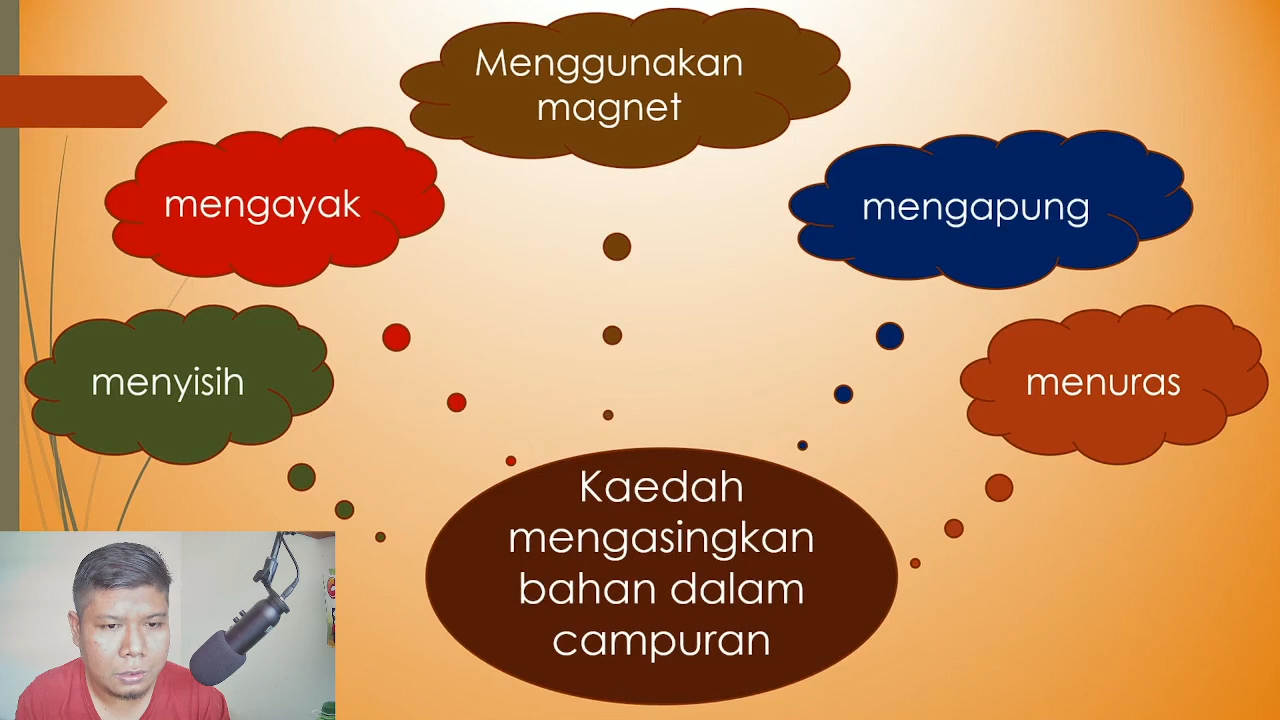 Menggunakan
magnet
mengayak
mengapung
menyisih
menuras
Kaedah
mengasingkan
bahan dalam
campuran